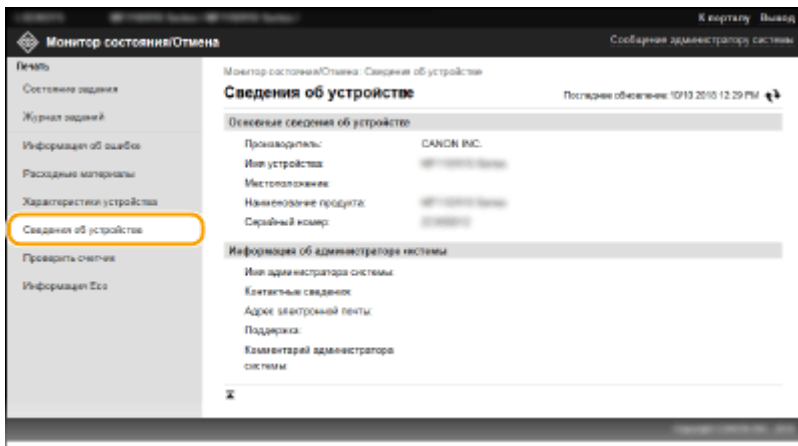 К порталу Вывод
Монитор состояния/Отмена
Сообщение администратору системы
Печать
Состояние задания
Журнал заданий
Информация об ошибке
Расходные материалы
Характеристики устройства
Сведения об устройстве
Проверить счетчик
Информация Eco
Монитор состояния/Отмена: Сведения об устройстве
Сведения об устройстве
Последнее обновление: 10/10 2018 12:29 PM
Основные сведения об устройстве
Производитель: CANON INC.
Имя устройства:
Местоположение:
Наименование продукта:
Серийный номер:
Информация об администраторе системы
Имя администратора системы:
Контактные сведения:
Адрес электронной почты:
Поддержка:
Комментарий администратора
системы: